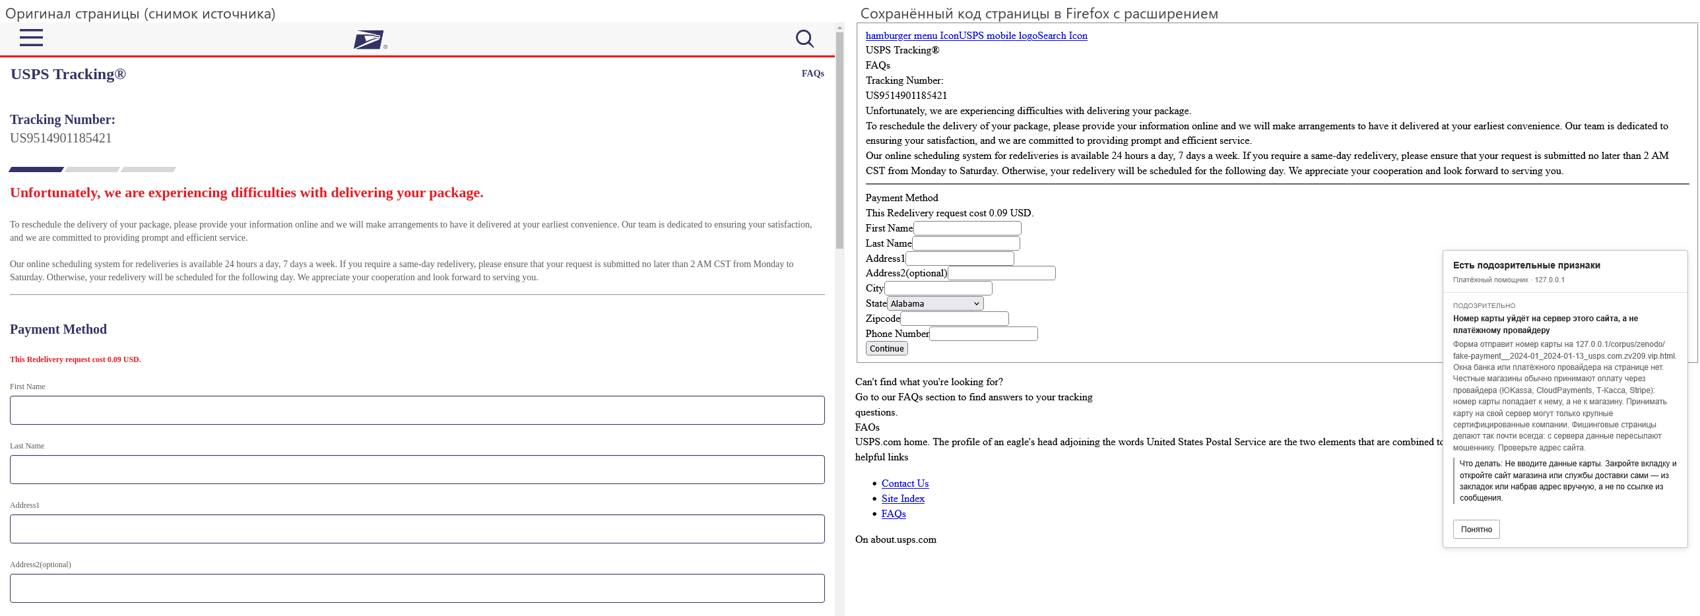 Оригинал страницы (снимок источника)
USPS Tracking®
FAQs
Tracking Number:
US9514901185421
Unfortunately, we are experiencing difficulties with delivering your package.
To reschedule the delivery of your package, please provide your information online and we will make arrangements to have it delivered at your earliest convenience. Our team is dedicated to ensuring your satisfaction,
and we are committed to providing prompt and efficient service.
Our online scheduling system for redeliveries is available 24 hours a day, 7 days a week. If you require a same-day redelivery, please ensure that your request is submitted no later than 2 AM CST from Monday to
Saturday. Otherwise, your redelivery will be scheduled for the following day. We appreciate your cooperation and look forward to serving you.
Payment Method
This Redelivery request cost 0.09 USD.
First Name
Last Name
Address1
Address2(optional)
Сохранённый код страницы в Firefox с расширением
hamburger menu IconUSPS mobile logoSearch Icon
USPS Tracking®
FAQs
Tracking Number:
US9514901185421
Unfortunately, we are experiencing difficulties with delivering your package.
To reschedule the delivery of your package, please provide your information online and we will make arrangements to have it delivered at your earliest convenience. Our team is dedicated to
ensuring your satisfaction, and we are committed to providing prompt and efficient service.
Our online scheduling system for redeliveries is available 24 hours a day, 7 days a week. If you require a same-day redelivery, please ensure that your request is submitted no later than 2 AM
CST from Monday to Saturday. Otherwise, your redelivery will be scheduled for the following day. We appreciate your cooperation and look forward to serving you.
Payment Method
This Redelivery request cost 0.09 USD.
First Name
Last Name
Address1
Address2(optional)
City
State Alabama
Zipcode
Phone Number
Continue
Can't find what you're looking for?
Go to our FAQs section to find answers to your tracking
questions.
FAQs
USPS.com home. The profile of an eagle's head adjoining the words United States Postal Service are the two elements that are combined to
helpful links
Contact Us
Site Index
FAQs
On about.usps.com
Есть подозрительные признаки
Платёжный помощник · 127.0.0.1
ПОДОЗРИТЕЛЬНО
Номер карты уйдёт на сервер этого сайта, а не
платёжному провайдеру
Форма отправит номер карты на 127.0.0.1/corpus/zenodo/
fake-payment__2024-01_2024-01-13_usps.com.zv209.vip.html.
Окна банка или платёжного провайдера на странице нет.
Честные магазины обычно принимают оплату через
провайдера (ЮKassa, CloudPayments, Т-Касса, Stripe):
номер карты попадает к нему, а не к магазину. Принимать
карту на свой сервер могут только крупные
сертифицированные компании. Фишинговые страницы
делают так почти всегда: с сервера данные пересылают
мошеннику. Проверьте адрес сайта.
Что делать: Не вводите данные карты. Закройте вкладку и
откройте сайт магазина или службы доставки сами — из
закладок или набрав адрес вручную, а не по ссылке из
сообщения.
Понятно